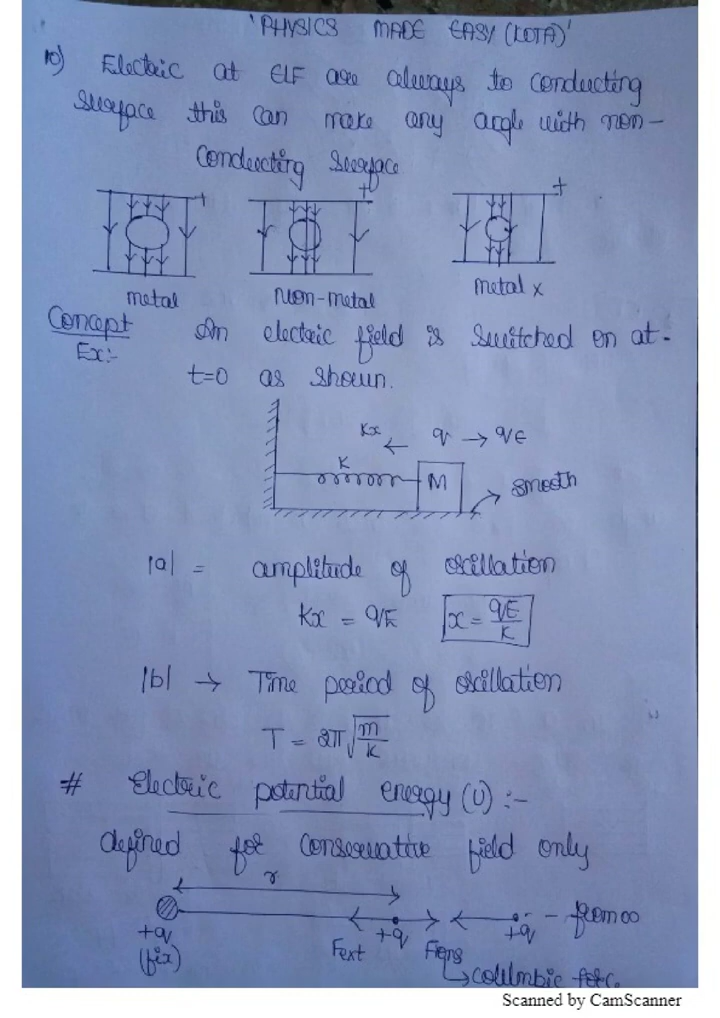 'PHYSICS MADE EASY (KOTA)'
10) Electric at ELF are always to conducting
surface this can make any angle with non-
conducting surface
+ + +
metal Non-metal metal x
Concept An electric field is switched on at-
Ex:- t=0 as shown.
Kx ← q → qE
K M smooth
|a| = amplitude of oscillation
Kx = qE x = qE/K
|b| → Time period of oscillation
T = 2π√m/K
# Electric potential energy (U) :-
defined for conservative field only
r
+q Fext +q +q - from ∞
(fix)
↳ coulmbic
Scanned by CamScanner